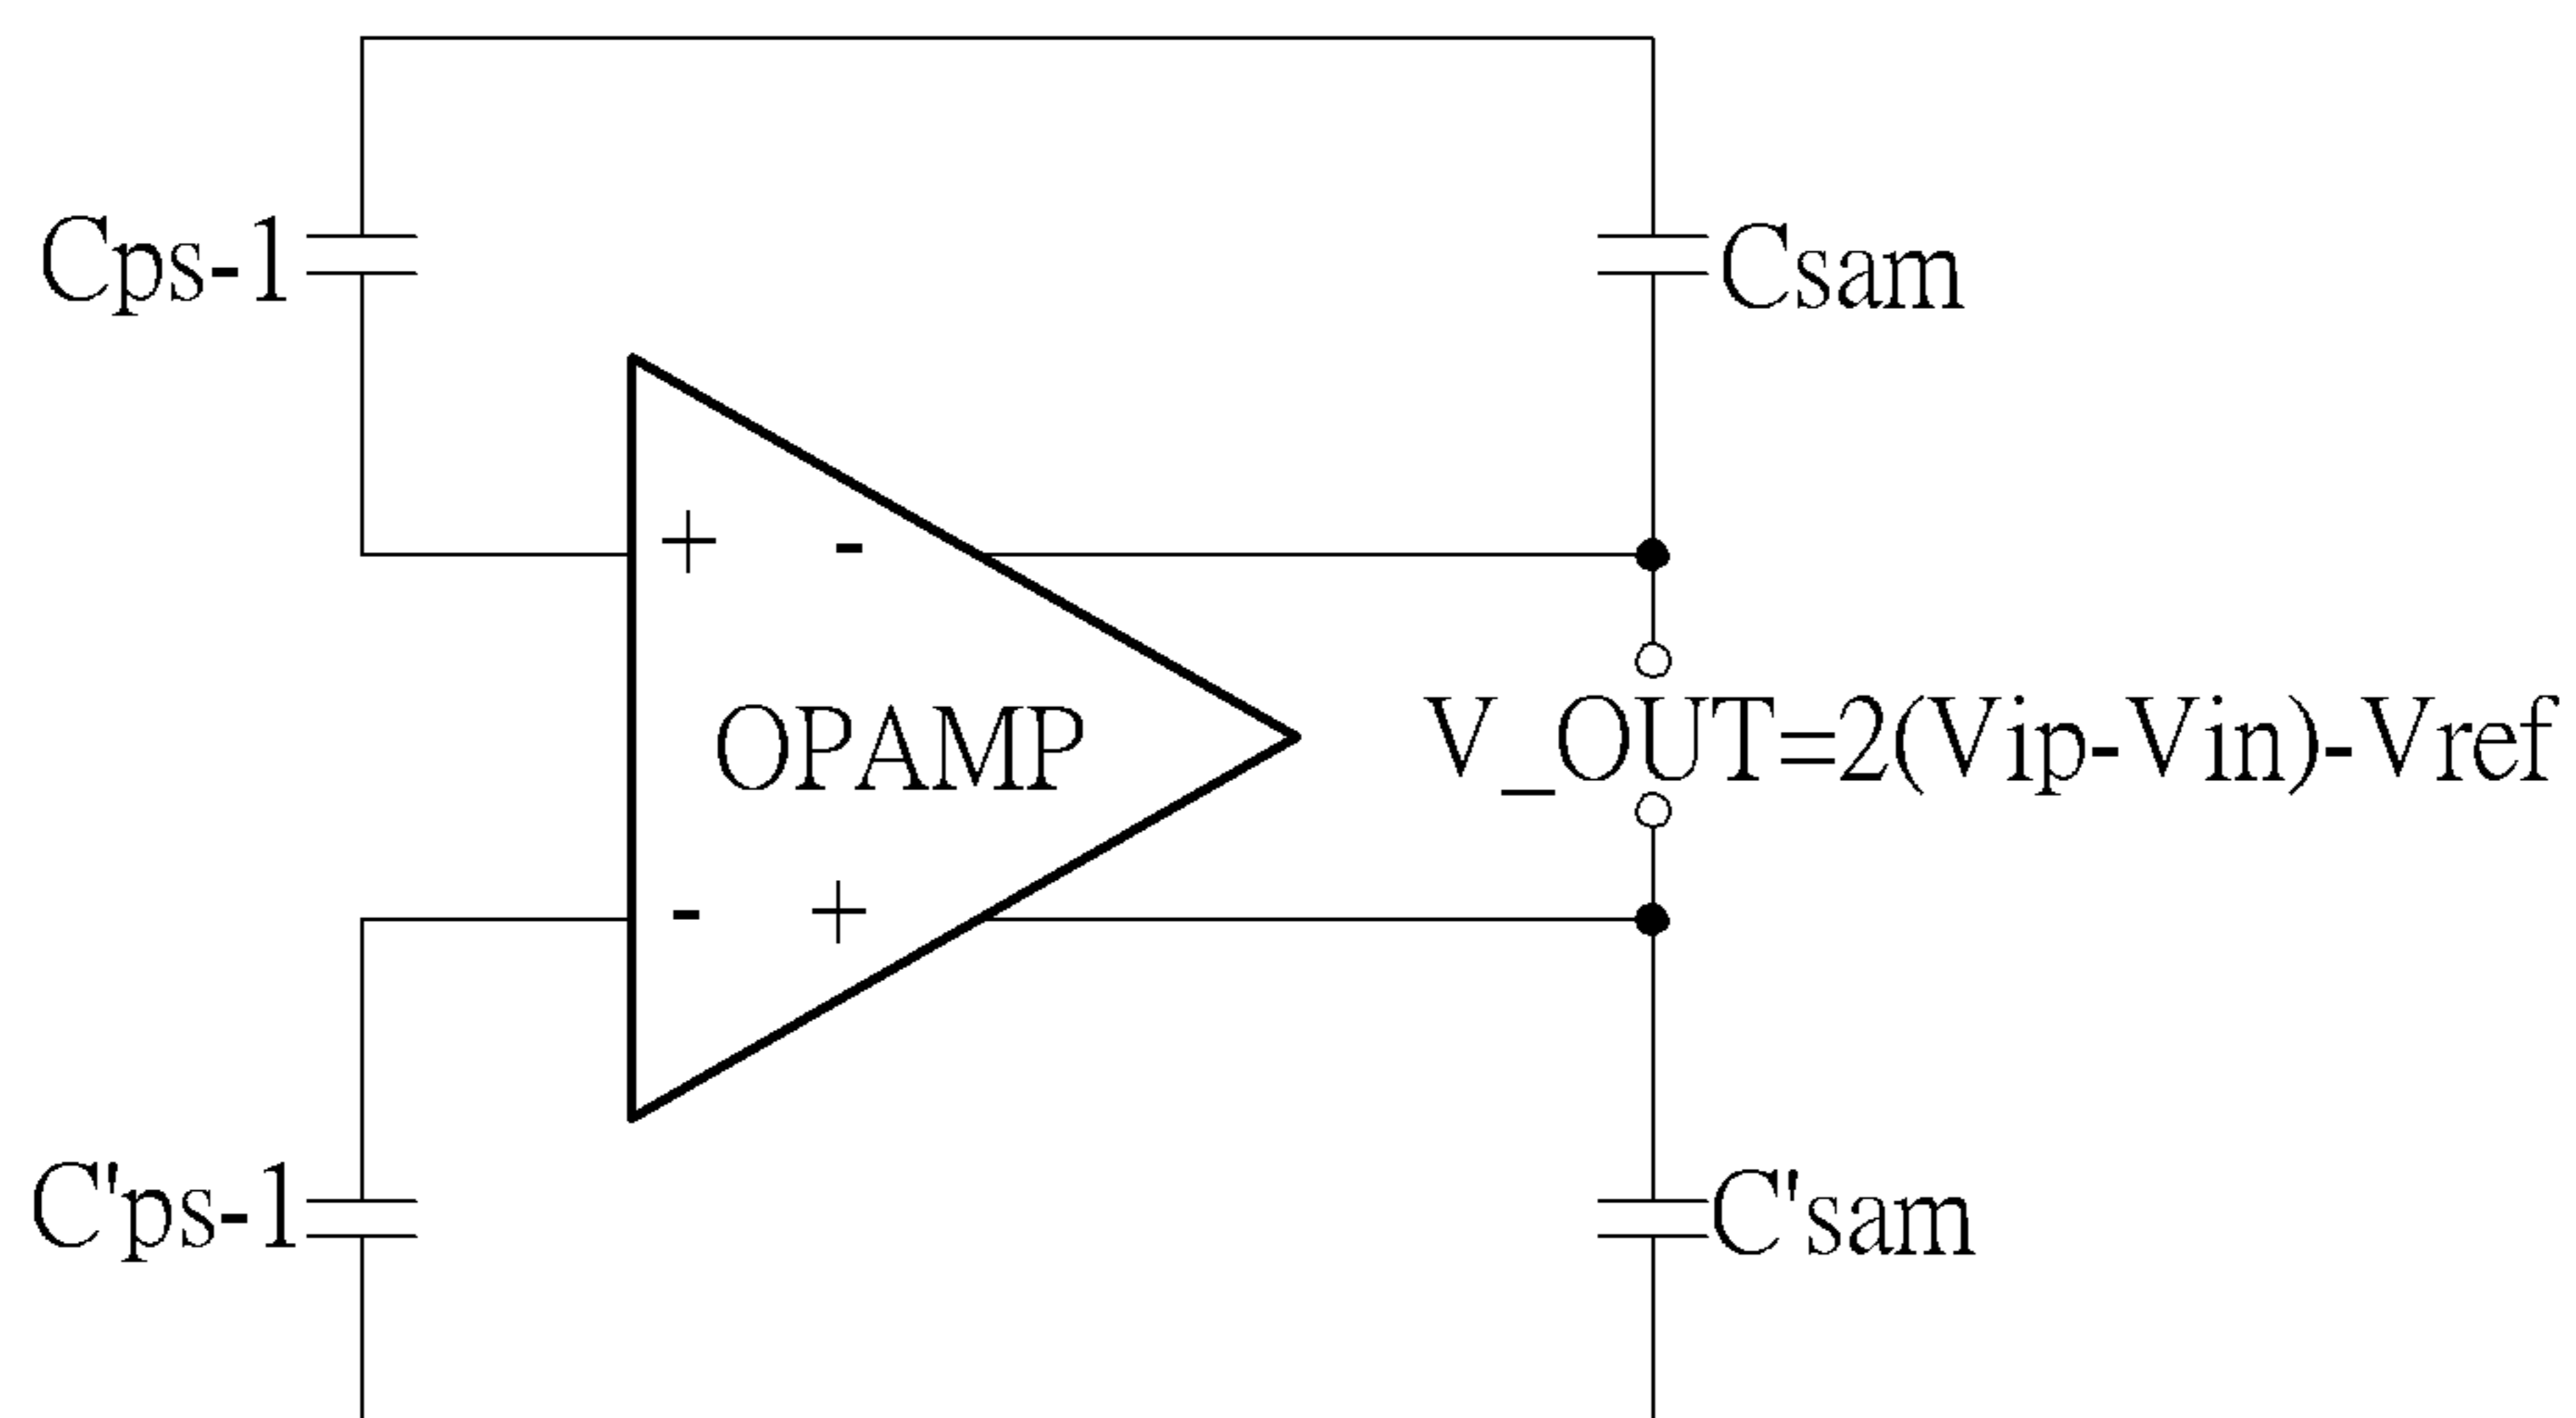 Cps-1
Csam
+ -
OPAMP
V_OUT=2(Vip-Vin)-Vref
- +
C'ps-1
C'sam